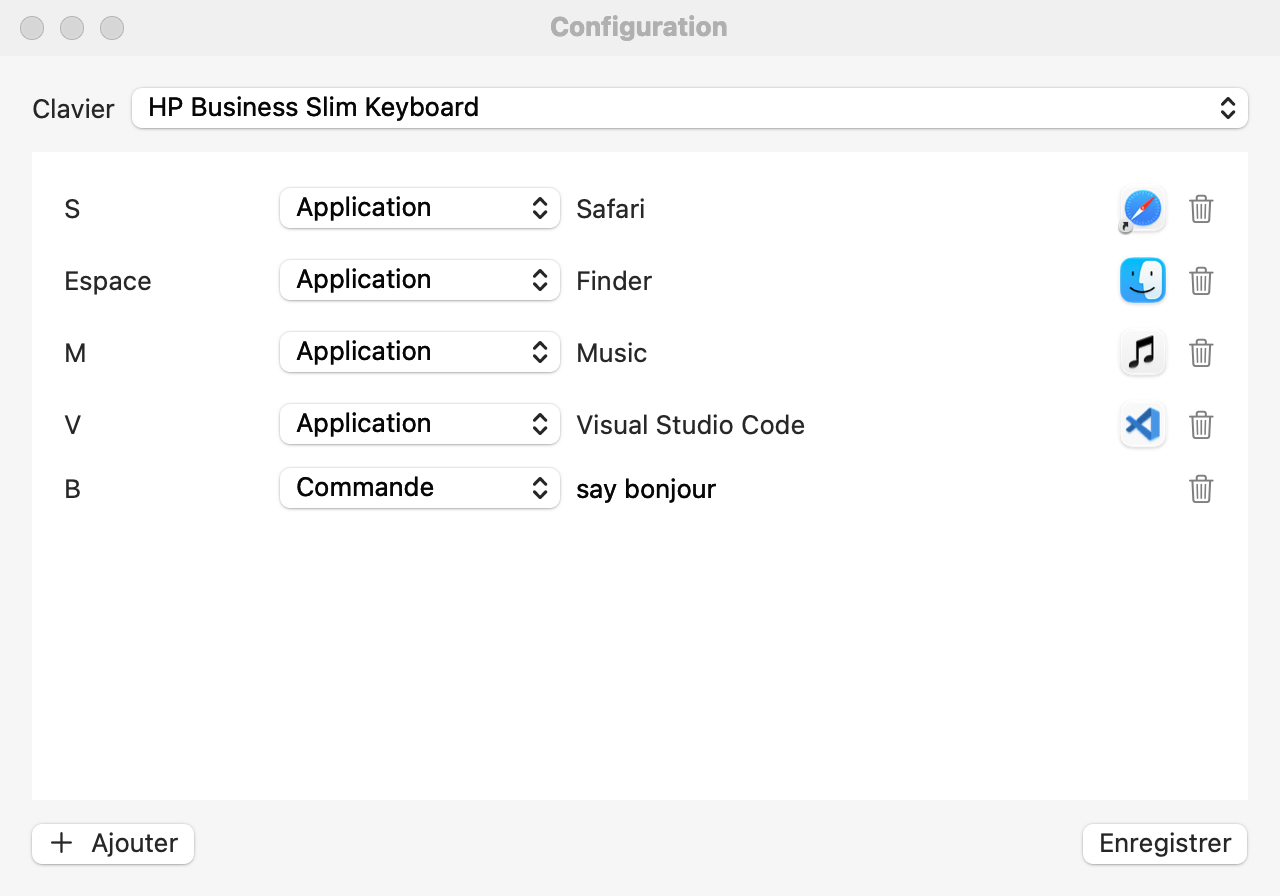 Configuration
Clavier HP Business Slim Keyboard
S Application Safari
Espace Application Finder
M Application Music
V Application Visual Studio Code
B Commande say bonjour
+ Ajouter Enregistrer